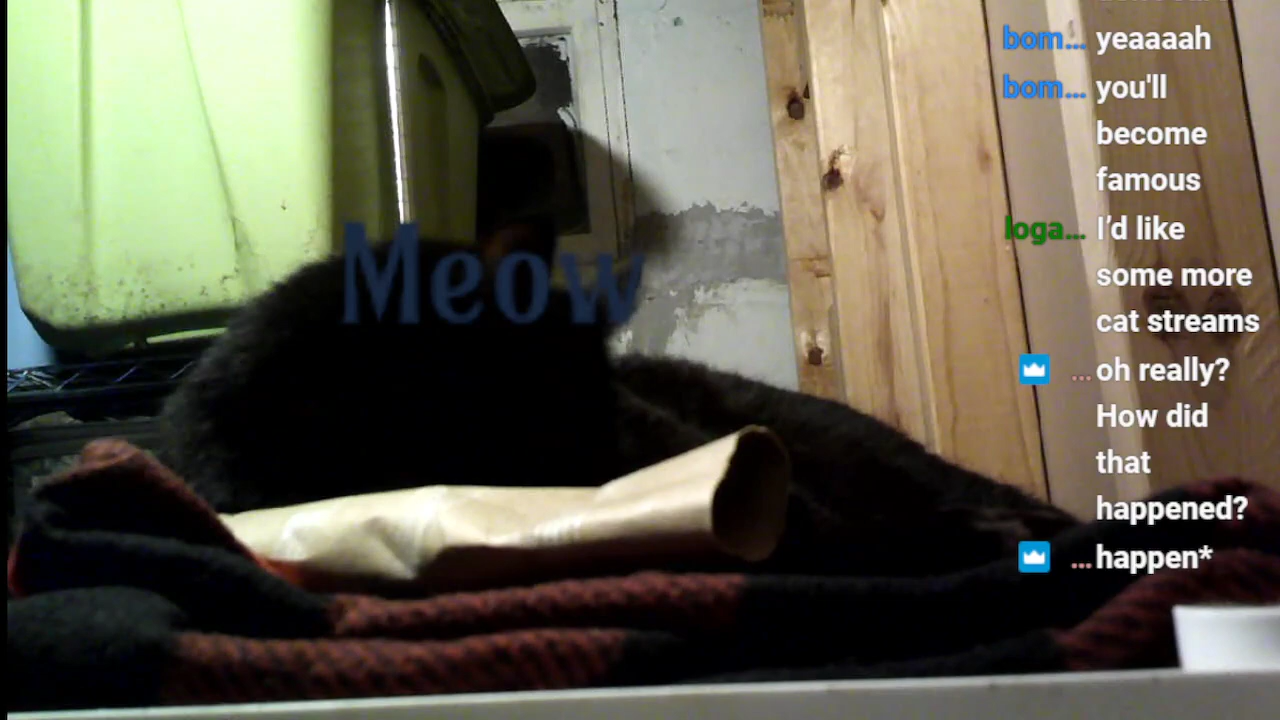 bom... yeaaaah
bom... you'll
become
famous
Meow
loga... I'd like
some more
cat streams
... oh really?
How did
that
happened?
... happen*